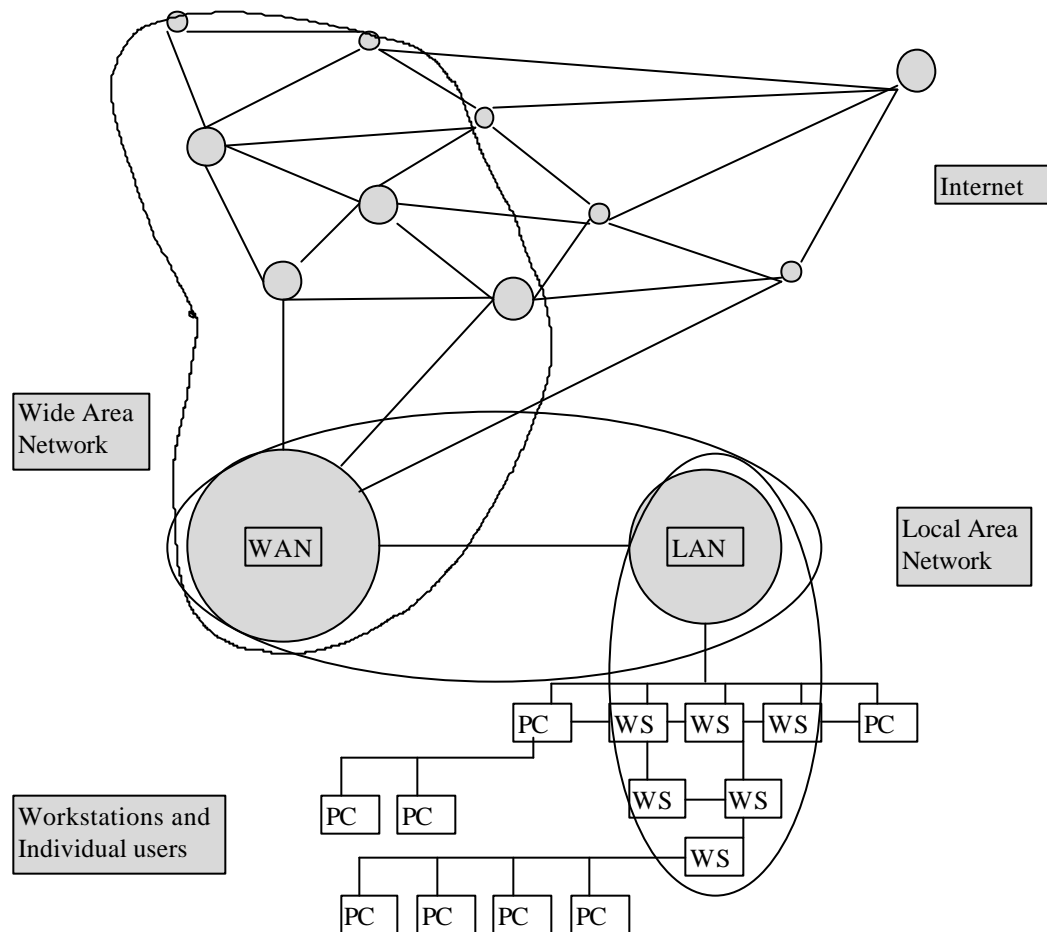 Internet
Wide Area
Network
WAN
LAN
Local Area
Network
PC
WS
WS
WS
PC
PC
PC
WS
WS
Workstations and
Individual users
WS
PC
PC
PC
PC